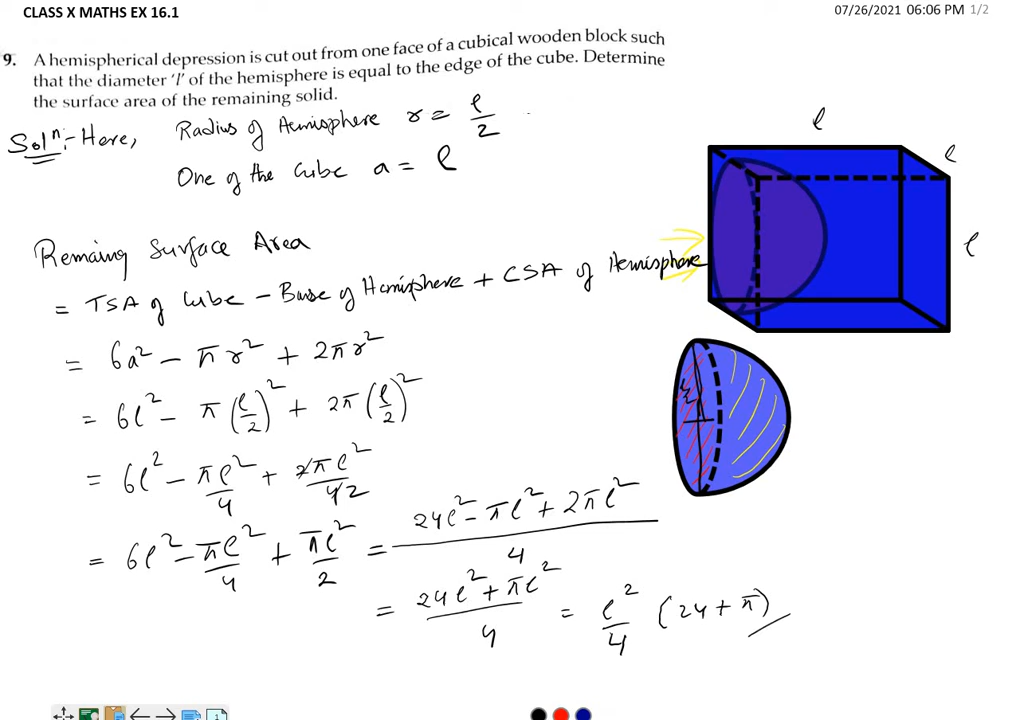 CLASS X MATHS EX 16.1
07/26/2021 06:06 PM 1/2
9. A hemispherical depression is cut out from one face of a cubical wooden block such
that the diameter 'l' of the hemisphere is equal to the edge of the cube. Determine
the surface area of the remaining solid.
Solⁿ:- Here, Radius of Hemisphere r = l/2
One of the Cube a = l
l
l
l
Remaing Surface Area
= TSA of Cube - Base of Hemisphere + CSA of Hemisphere
= 6a² - πr² + 2πr²
= 6l² - π(l/2)² + 2π(l/2)²
= 6l² - πl²/4 + 2πl²/4 2
= 6l² - πl²/4 + πl²/2 = (24l² - πl² + 2πl²)/4
= (24l² + πl²)/4 = l²/4 (24 + π)
1